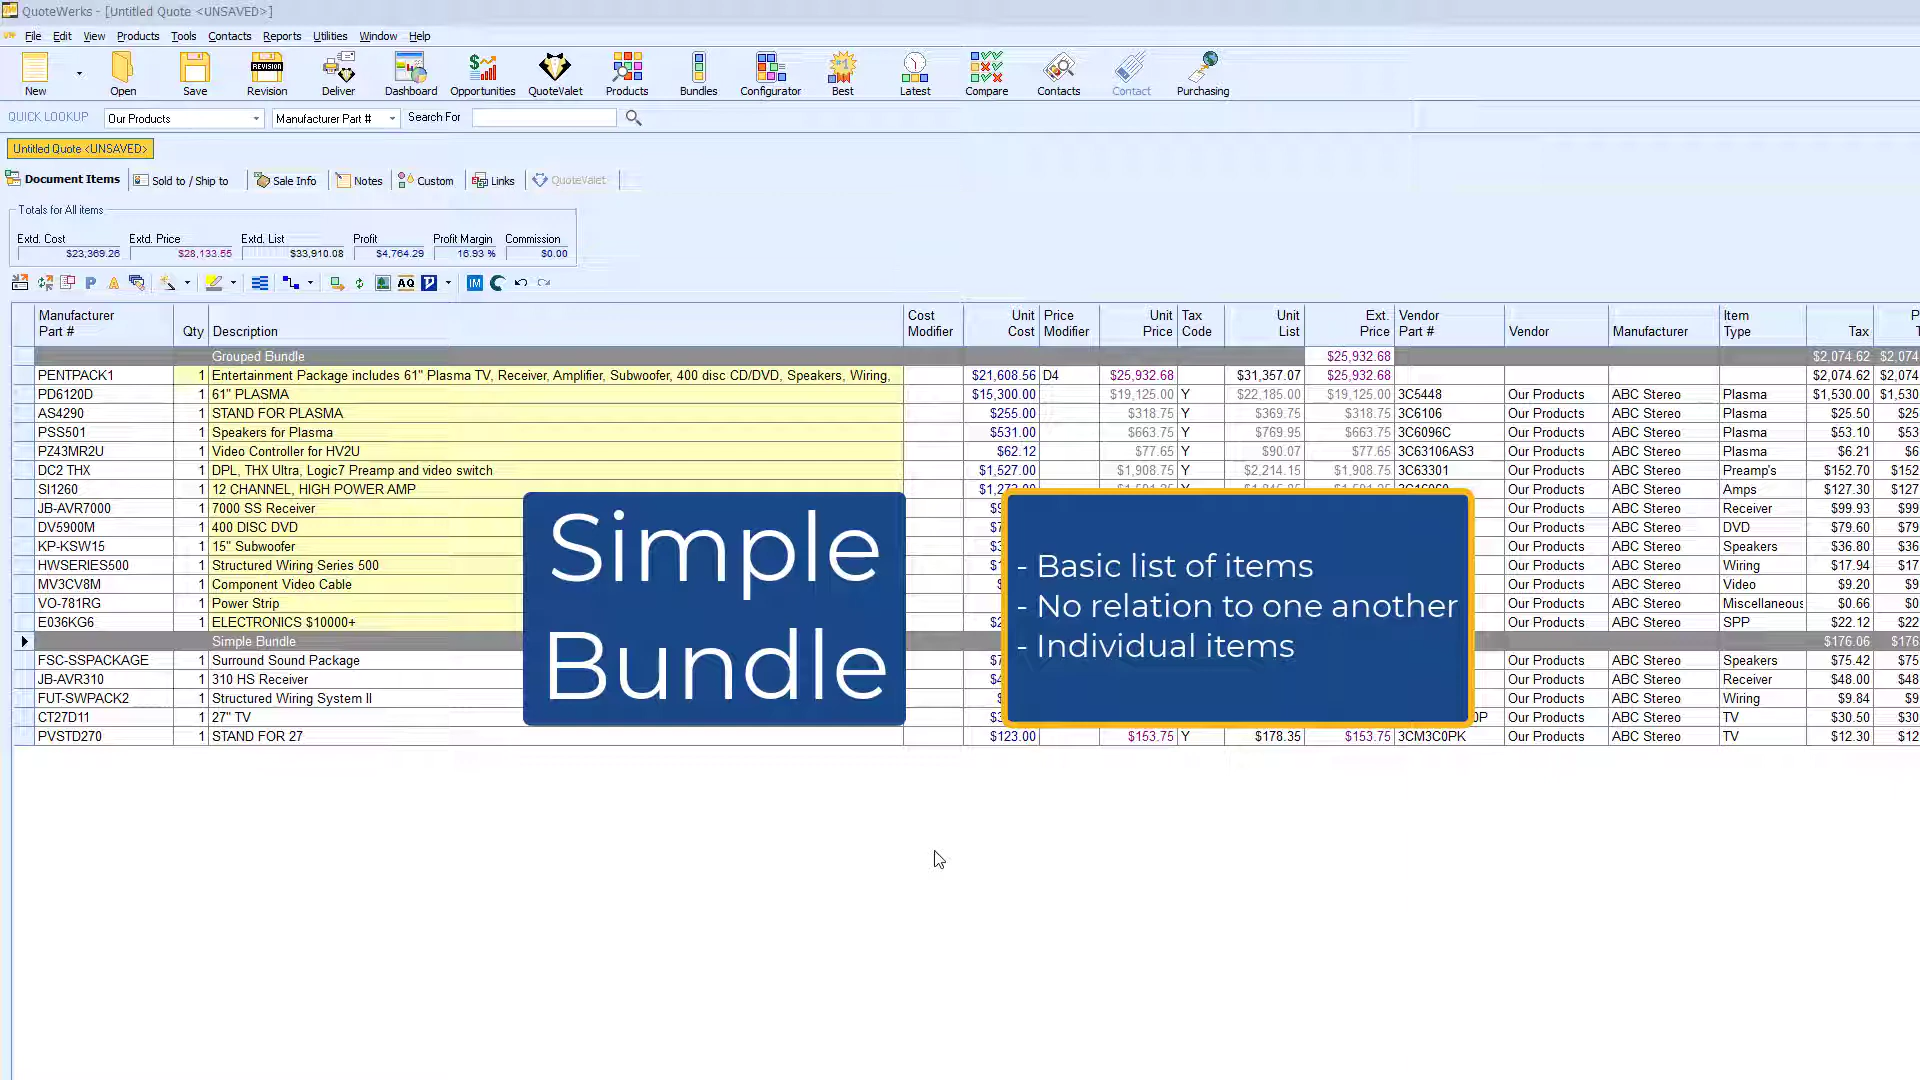 QuoteWerks - [Untitled Quote <UNSAVED>]
File Edit View Products Tools Contacts Reports Utilities Window Help
New Open Save Revision Deliver Dashboard Opportunities QuoteValet Products Bundles Configurator Best Latest Compare Contacts Contact Purchasing
QUICK LOOKUP Our Products Manufacturer Part # Search For
Untitled Quote <UNSAVED>
Document Items Sold to / Ship to Sale Info Notes Custom Links QuoteValet
Totals for All items
Extd. Cost Extd. Price Extd. List Profit Profit Margin Commission
$23,369.26 $28,133.55 $33,910.08 $4,764.29 16.93 % $0.00
Manufacturer Part # Qty Description Cost Modifier Unit Cost Price Modifier Unit Price Tax Code Unit List Ext. Price Vendor Part # Vendor Manufacturer Item Type Tax
Grouped Bundle $25,932.68 $2,074.62 $2,074
PENTPACK1 1 Entertainment Package includes 61" Plasma TV, Receiver, Amplifier, Subwoofer, 400 disc CD/DVD, Speakers, Wiring, $21,608.56 D4 $25,932.68 $31,357.07 $25,932.68 $2,074.62 $2,074
PD6120D 1 61" PLASMA $15,300.00 $19,125.00 Y $22,185.00 $19,125.00 3C5448 Our Products ABC Stereo Plasma $1,530.00 $1,530
AS4290 1 STAND FOR PLASMA $255.00 $318.75 Y $369.75 $318.75 3C6106 Our Products ABC Stereo Plasma $25.50 $25
PSS501 1 Speakers for Plasma $531.00 $663.75 Y $769.95 $663.75 3C6096C Our Products ABC Stereo Plasma $53.10 $53
PZ43MR2U 1 Video Controller for HV2U $62.12 $77.65 Y $90.07 $77.65 3C63106AS3 Our Products ABC Stereo Plasma $6.21 $6
DC2 THX 1 DPL, THX Ultra, Logic7 Preamp and video switch $1,527.00 $1,908.75 Y $2,214.15 $1,908.75 3C63301 Our Products ABC Stereo Preamp's $152.70 $152
SI1260 1 12 CHANNEL, HIGH POWER AMP Our Products ABC Stereo Amps $127.30 $127
JB-AVR7000 1 7000 SS Receiver Our Products ABC Stereo Receiver $99.93 $99
DV5900M 1 400 DISC DVD Our Products ABC Stereo DVD $79.60 $79
KP-KSW15 1 15" Subwoofer Our Products ABC Stereo Speakers $36.80 $36
HWSERIES500 1 Structured Wiring Series 500 Our Products ABC Stereo Wiring $17.94 $17
MV3CV8M 1 Component Video Cable Our Products ABC Stereo Video $9.20 $9
VO-781RG 1 Power Strip Our Products ABC Stereo Miscellaneous $0.66 $0
E036KG6 1 ELECTRONICS $10000+ Our Products ABC Stereo SPP $22.12 $22
Simple Bundle $176.06 $176
FSC-SSPACKAGE 1 Surround Sound Package Our Products ABC Stereo Speakers $75.42 $75
JB-AVR310 1 310 HS Receiver Our Products ABC Stereo Receiver $48.00 $48
FUT-SWPACK2 1 Structured Wiring System II Our Products ABC Stereo Wiring $9.84 $9
CT27D11 1 27" TV Our Products ABC Stereo TV $30.50 $30
PVSTD270 1 STAND FOR 27 $123.00 $153.75 Y $178.35 $153.75 3CM3C0PK Our Products ABC Stereo TV $12.30 $12
Simple
Bundle
- Basic list of items
- No relation to one another
- Individual items